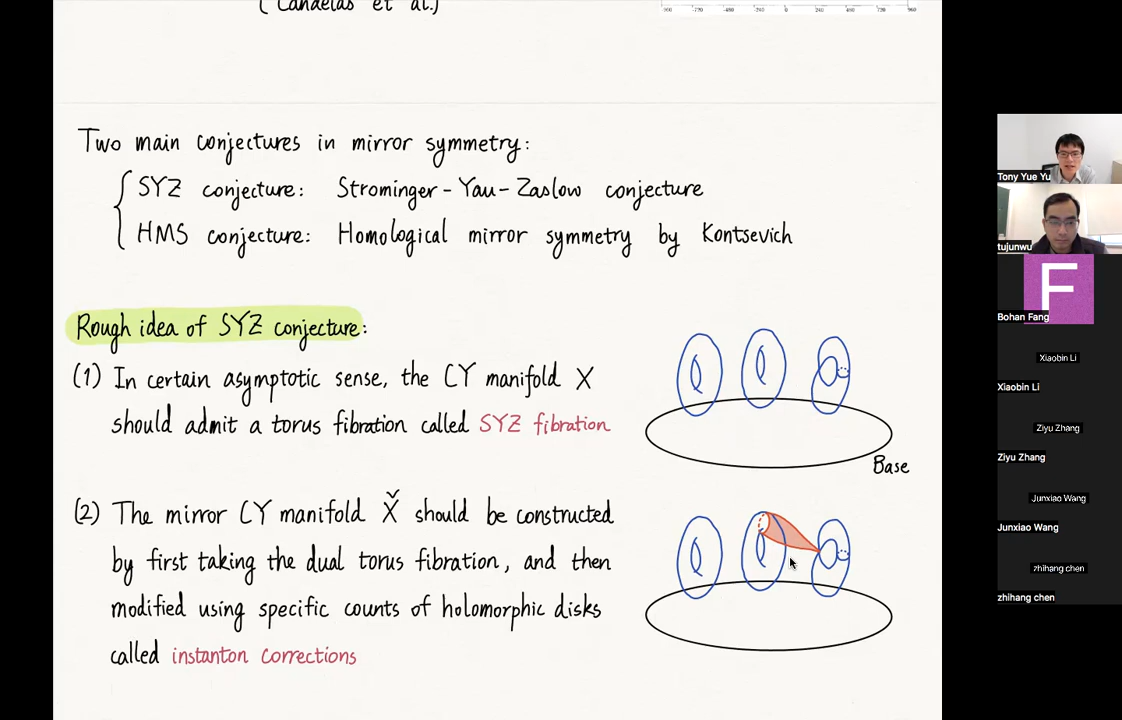 (Candelas et al.)
Two main conjectures in mirror symmetry:
SYZ conjecture: Strominger-Yau-Zaslow conjecture
HMS conjecture: Homological mirror symmetry by Kontsevich
Rough idea of SYZ conjecture:
(1) In certain asymptotic sense, the CY manifold X
should admit a torus fibration called SYZ fibration
Base
(2) The mirror CY manifold X̌ should be constructed
by first taking the dual torus fibration, and then
modified using specific counts of holomorphic disks
called instanton corrections
Tony Yue Yu
tujunwu
F
Bohan Fang
Xiaobin Li
Xiaobin Li
Ziyu Zhang
Ziyu Zhang
Junxiao Wang
Junxiao Wang
zhihang chen
zhihang chen